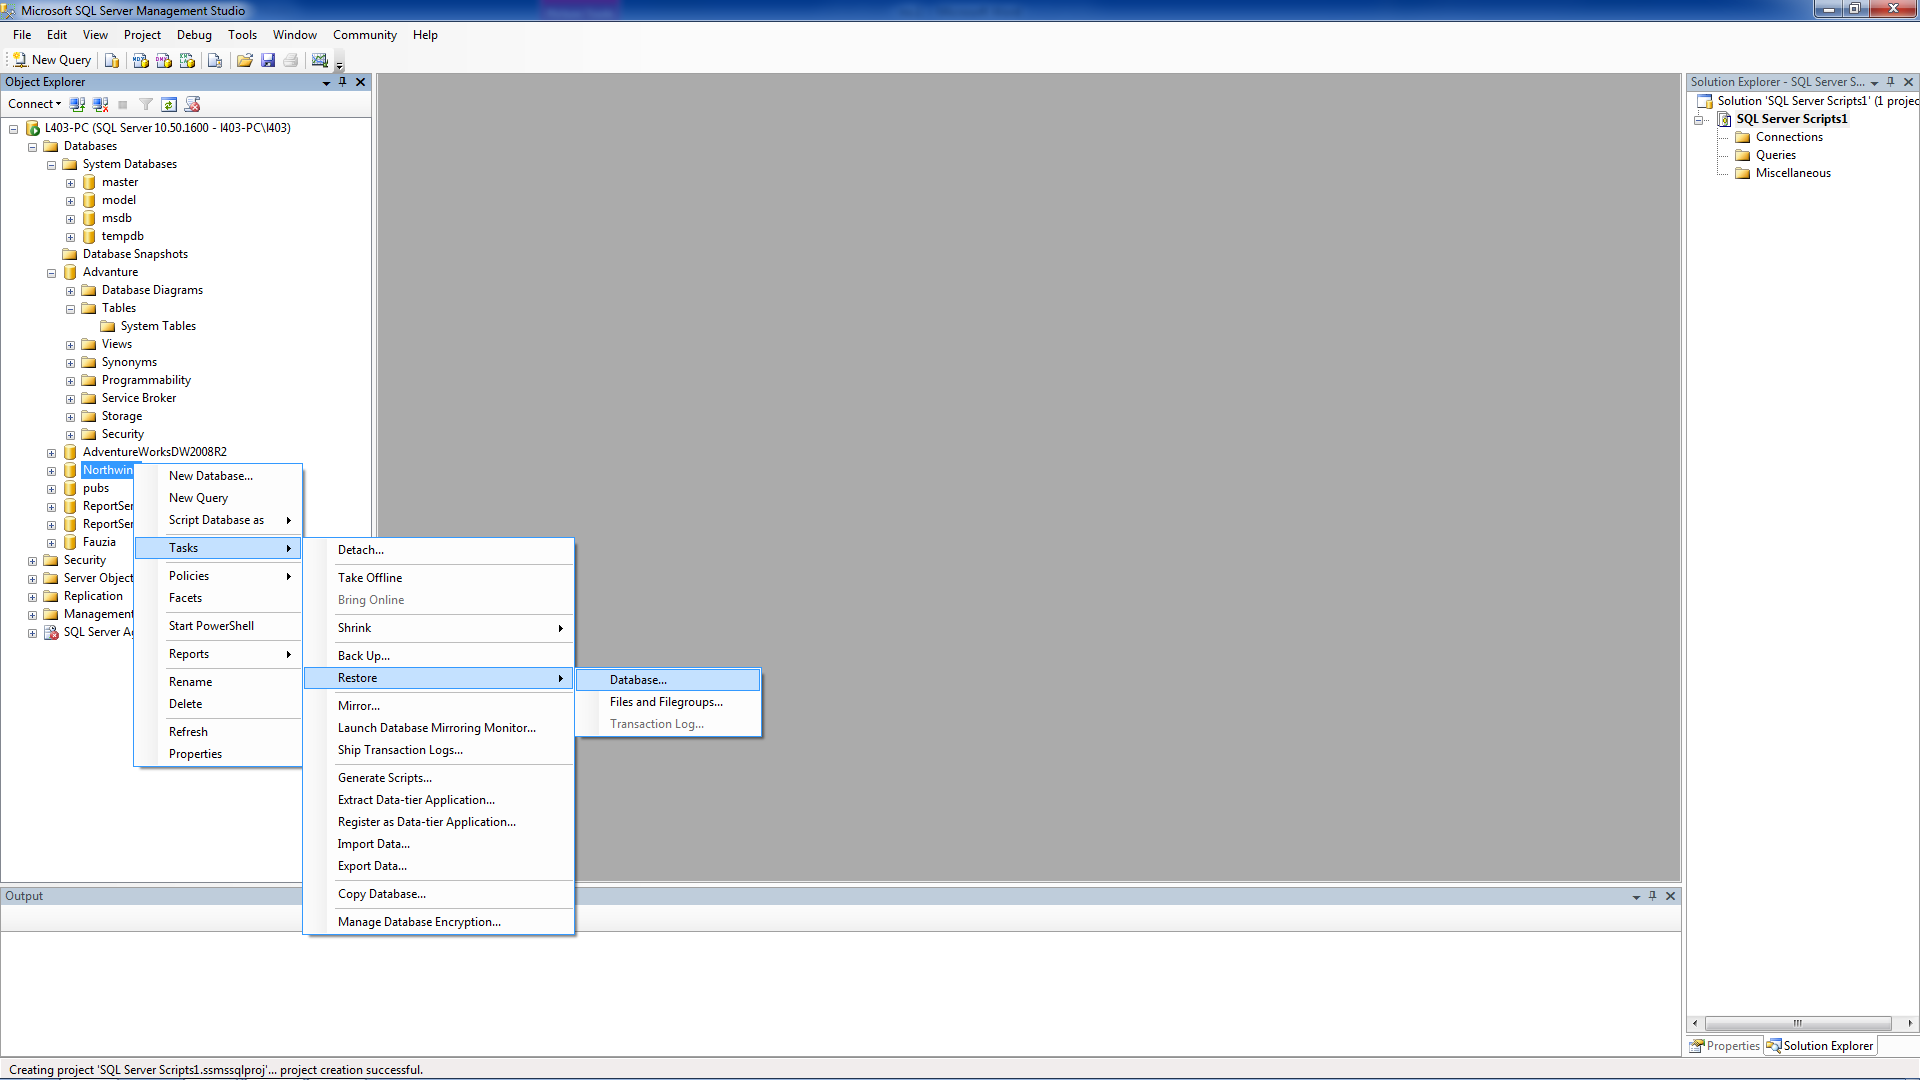 Microsoft SQL Server Management Studio
File Edit View Project Debug Tools Window Community Help
New Query
Object Explorer
Connect
L403-PC (SQL Server 10.50.1600 - l403-PC\l403)
Databases
System Databases
master
model
msdb
tempdb
Database Snapshots
Advanture
Database Diagrams
Tables
System Tables
Views
Synonyms
Programmability
Service Broker
Storage
Security
AdventureWorksDW2008R2
Northwin
pubs
ReportSer
ReportSer
Fauzia
Security
Server Object
Replication
Management
SQL Server Ag
New Database...
New Query
Script Database as
Tasks
Policies
Facets
Start PowerShell
Reports
Rename
Delete
Refresh
Properties
Detach...
Take Offline
Bring Online
Shrink
Back Up...
Restore
Mirror...
Launch Database Mirroring Monitor...
Ship Transaction Logs...
Generate Scripts...
Extract Data-tier Application...
Register as Data-tier Application...
Import Data...
Export Data...
Copy Database...
Manage Database Encryption...
Database...
Files and Filegroups...
Transaction Log...
Solution Explorer - SQL Server S...
Solution 'SQL Server Scripts1' (1 projec
SQL Server Scripts1
Connections
Queries
Miscellaneous
Output
Properties Solution Explorer
Creating project 'SQL Server Scripts1.ssmssqlproj'... project creation successful.